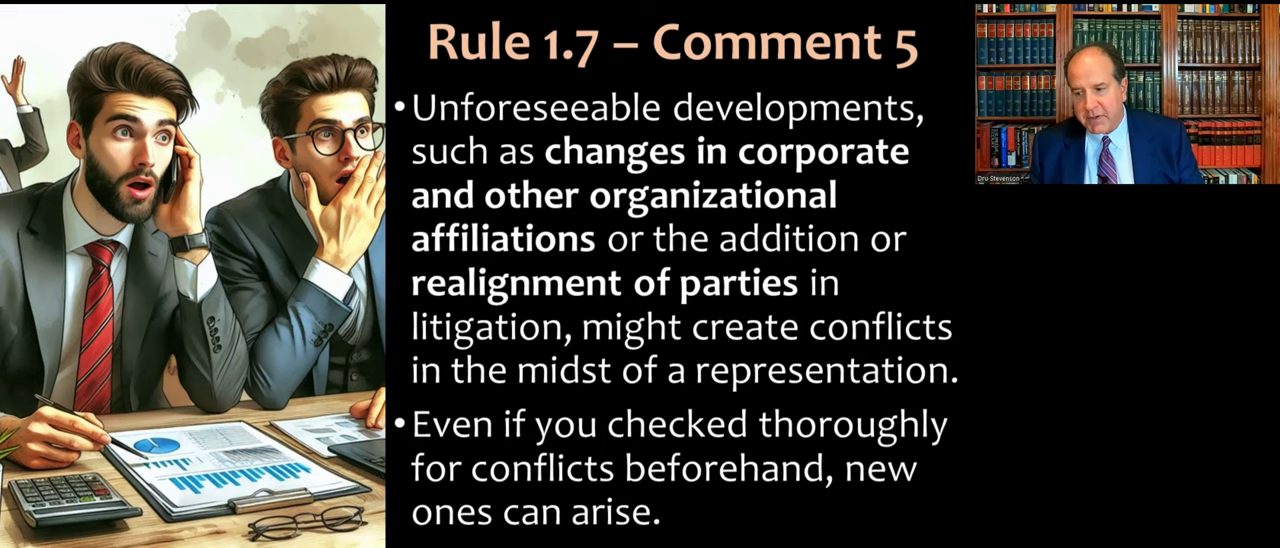 Rule 1.7 – Comment 5
• Unforeseeable developments,
such as changes in corporate
and other organizational
affiliations or the addition or
realignment of parties in
litigation, might create conflicts
in the midst of a representation.
• Even if you checked thoroughly
for conflicts beforehand, new
ones can arise.
Dru Stevenson